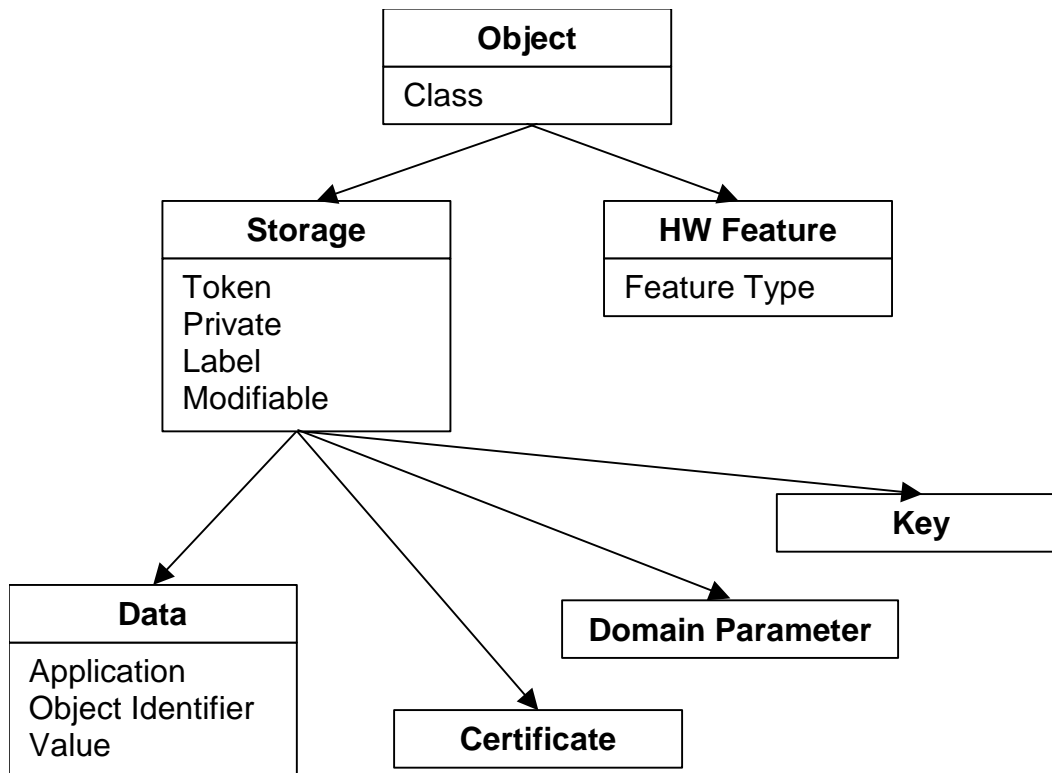 Object
Class
Storage
Token
Private
Label
Modifiable
HW Feature
Feature Type
Key
Data
Application
Object Identifier
Value
Domain Parameter
Certificate